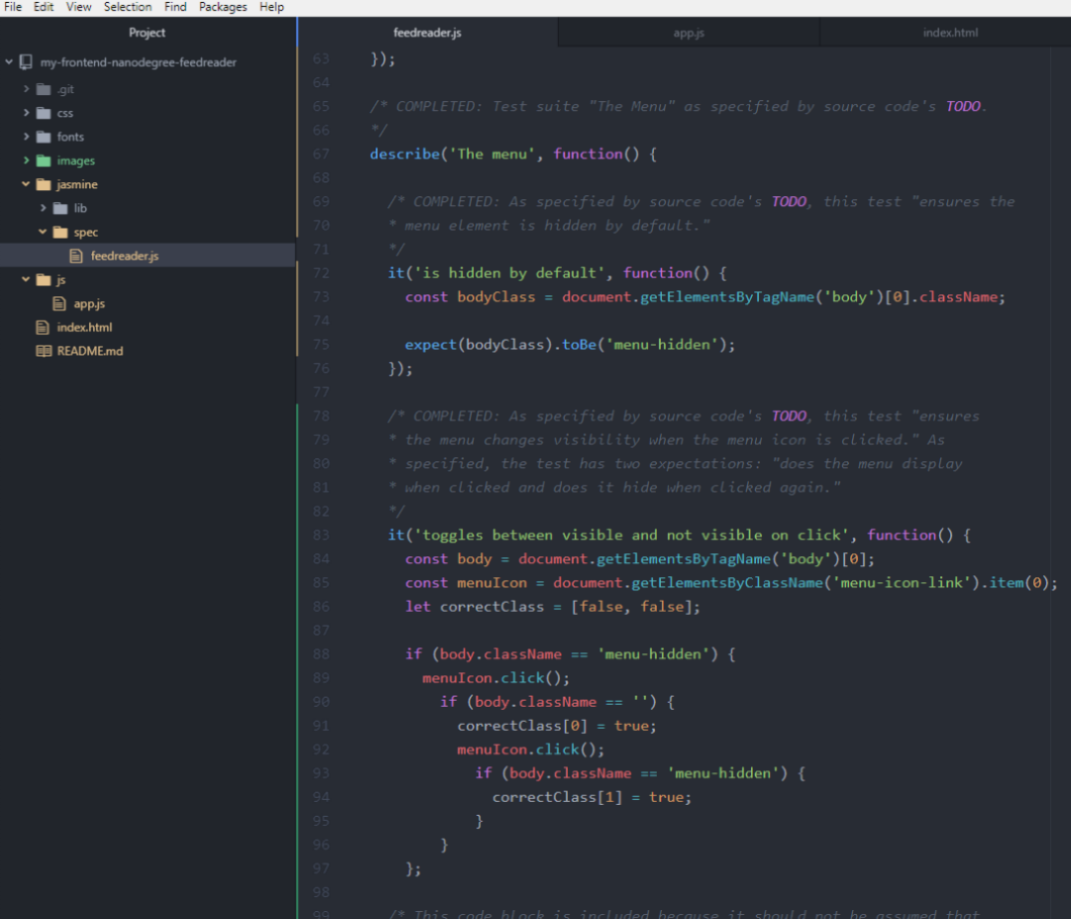 File Edit View Selection Find Packages Help
Project
my-frontend-nanodegree-feedreader
.git
css
fonts
images
jasmine
lib
spec
feedreader.js
js
app.js
index.html
README.md
feedreader.js app.js index.html
63 });
64
65 /* COMPLETED: Test suite "The Menu" as specified by source code's TODO.
66 */
67 describe('The menu', function() {
68
69 /* COMPLETED: As specified by source code's TODO, this test "ensures the
70 * menu element is hidden by default."
71 */
72 it('is hidden by default', function() {
73 const bodyClass = document.getElementsByTagName('body')[0].className;
74
75 expect(bodyClass).toBe('menu-hidden');
76 });
77
78 /* COMPLETED: As specified by source code's TODO, this test "ensures
79 * the menu changes visibility when the menu icon is clicked." As
80 * specified, the test has two expectations: "does the menu display
81 * when clicked and does it hide when clicked again."
82 */
83 it('toggles between visible and not visible on click', function() {
84 const body = document.getElementsByTagName('body')[0];
85 const menuIcon = document.getElementsByClassName('menu-icon-link').item(0);
86 let correctClass = [false, false];
87
88 if (body.className == 'menu-hidden') {
89 menuIcon.click();
90 if (body.className == '') {
91 correctClass[0] = true;
92 menuIcon.click();
93 if (body.className == 'menu-hidden') {
94 correctClass[1] = true;
95 }
96 }
97 };
98
99 /* This code block is included because it should not be assumed that